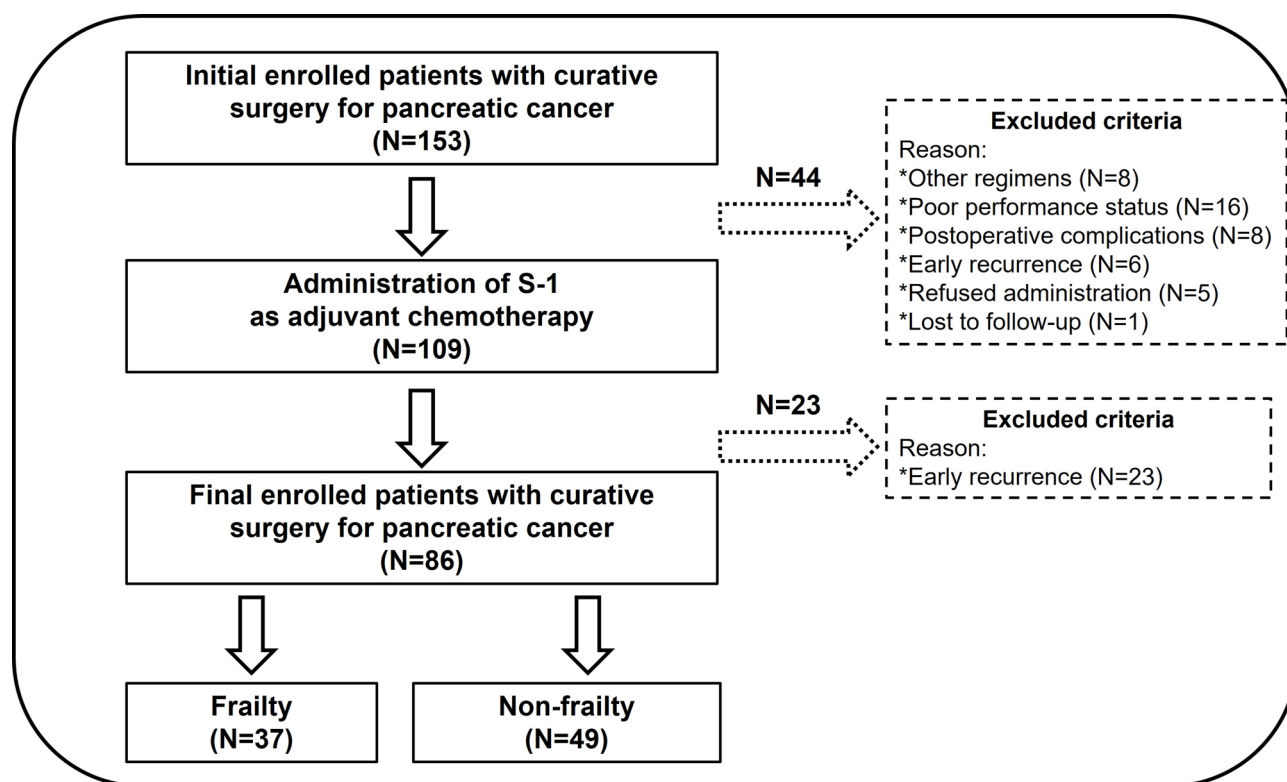 Initial enrolled patients with curative
surgery for pancreatic cancer
(N=153)
N=44
Excluded criteria
Reason:
*Other regimens (N=8)
*Poor performance status (N=16)
*Postoperative complications (N=8)
*Early recurrence (N=6)
*Refused administration (N=5)
*Lost to follow-up (N=1)
Administration of S-1
as adjuvant chemotherapy
(N=109)
N=23
Excluded criteria
Reason:
*Early recurrence (N=23)
Final enrolled patients with curative
surgery for pancreatic cancer
(N=86)
Frailty
(N=37)
Non-frailty
(N=49)